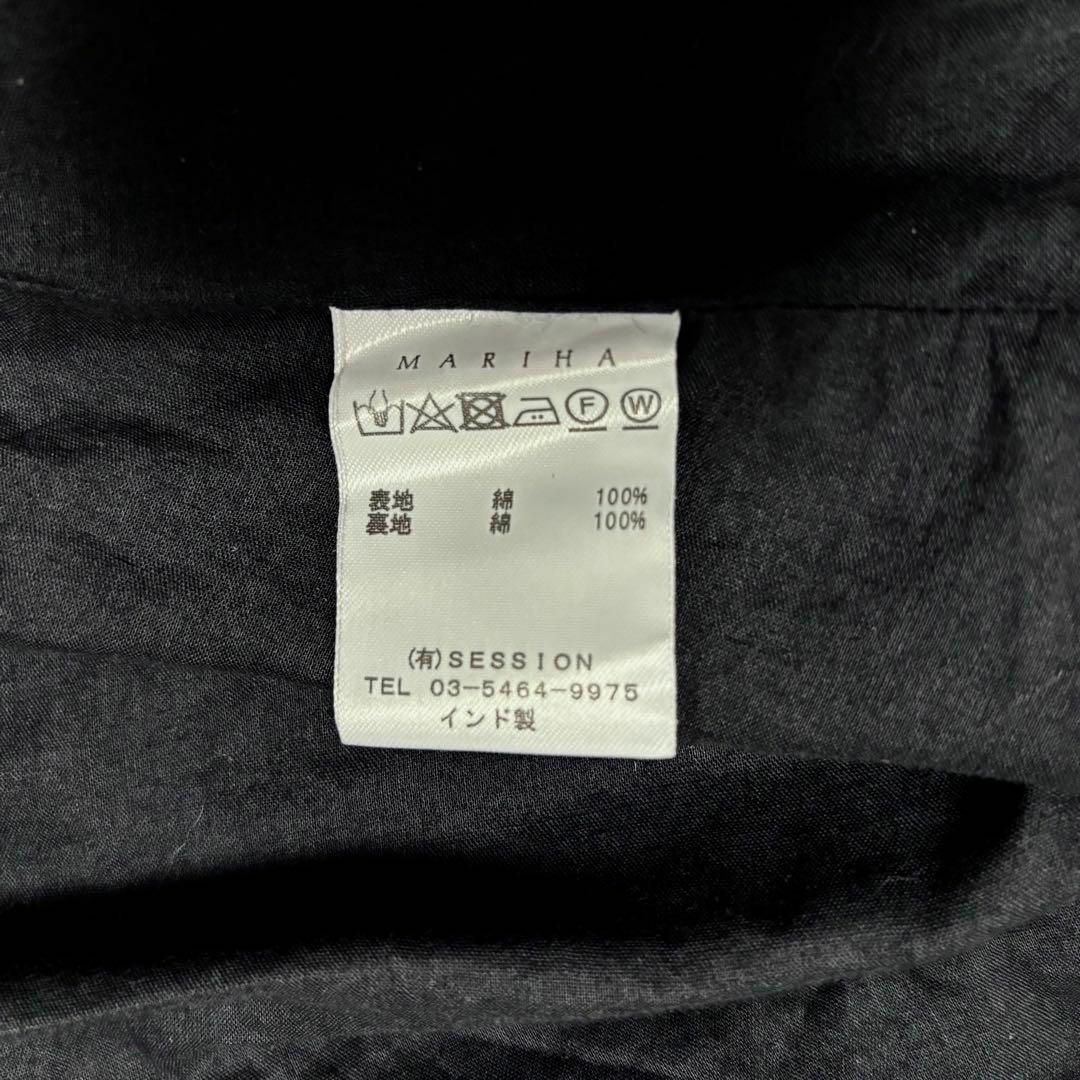 MARIHA
F W
表地 綿 100%
裏地 綿 100%
(有)SESSION
TEL 03-5464-9975
インド製